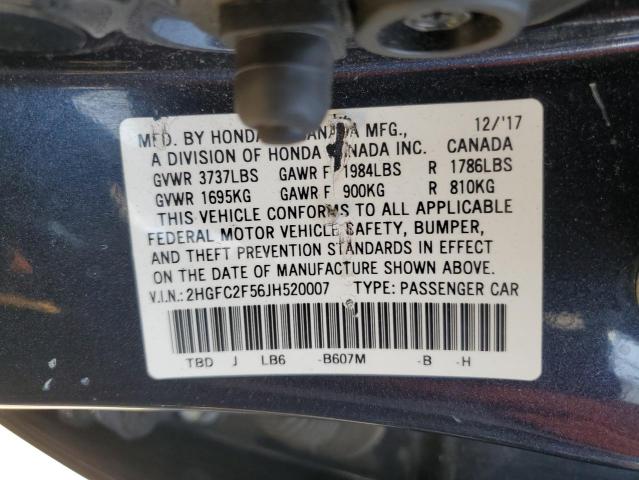 MFD. BY HONDA CANADA MFG., 12/'17
A DIVISION OF HONDA CANADA INC. CANADA
GVWR 3737LBS GAWR F 1984LBS R 1786LBS
GVWR 1695KG GAWR F 900KG R 810KG
THIS VEHICLE CONFORMS TO ALL APPLICABLE
FEDERAL MOTOR VEHICLE SAFETY, BUMPER,
AND THEFT PREVENTION STANDARDS IN EFFECT
ON THE DATE OF MANUFACTURE SHOWN ABOVE.
V.I.N.: 2HGFC2F56JH520007 TYPE: PASSENGER CAR
TBD J LB6 -B607M -B -H